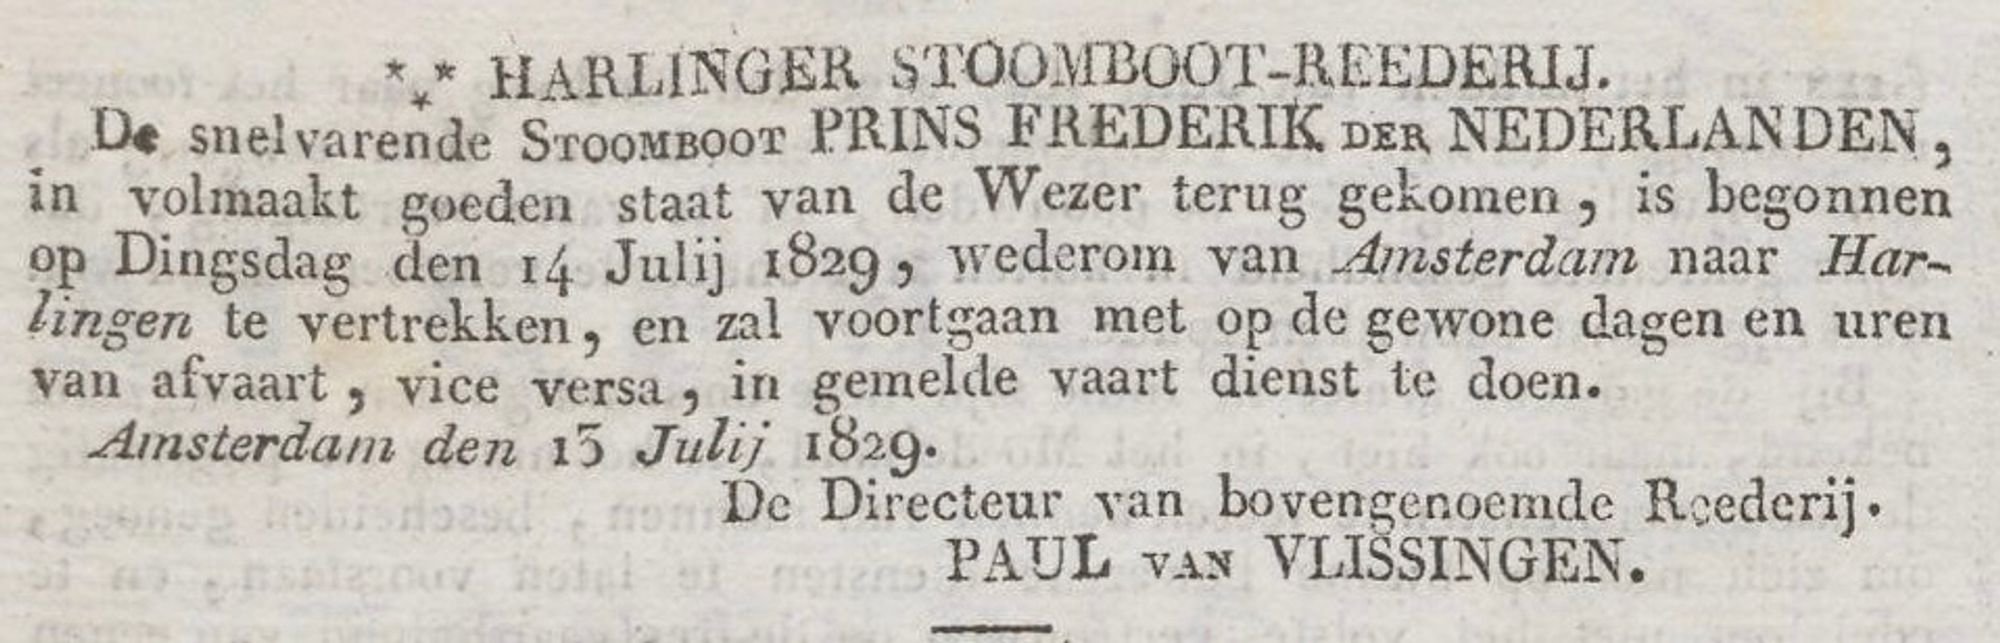 ⁂ HARLINGER STOOMBOOT-REEDERIJ.
De snelvarende STOOMBOOT PRINS FREDERIK DER NEDERLANDEN,
in volmaakt goeden staat van de Wezer terug gekomen, is begonnen
op Dingsdag den 14 Julij 1829, wederom van Amsterdam naar Har-
lingen te vertrekken, en zal voortgaan met op de gewone dagen en uren
van afvaart, vice versa, in gemelde vaart dienst te doen.
Amsterdam den 15 Julij 1829.
De Directeur van bovengenoemde Reederij.
PAUL VAN VLISSINGEN.